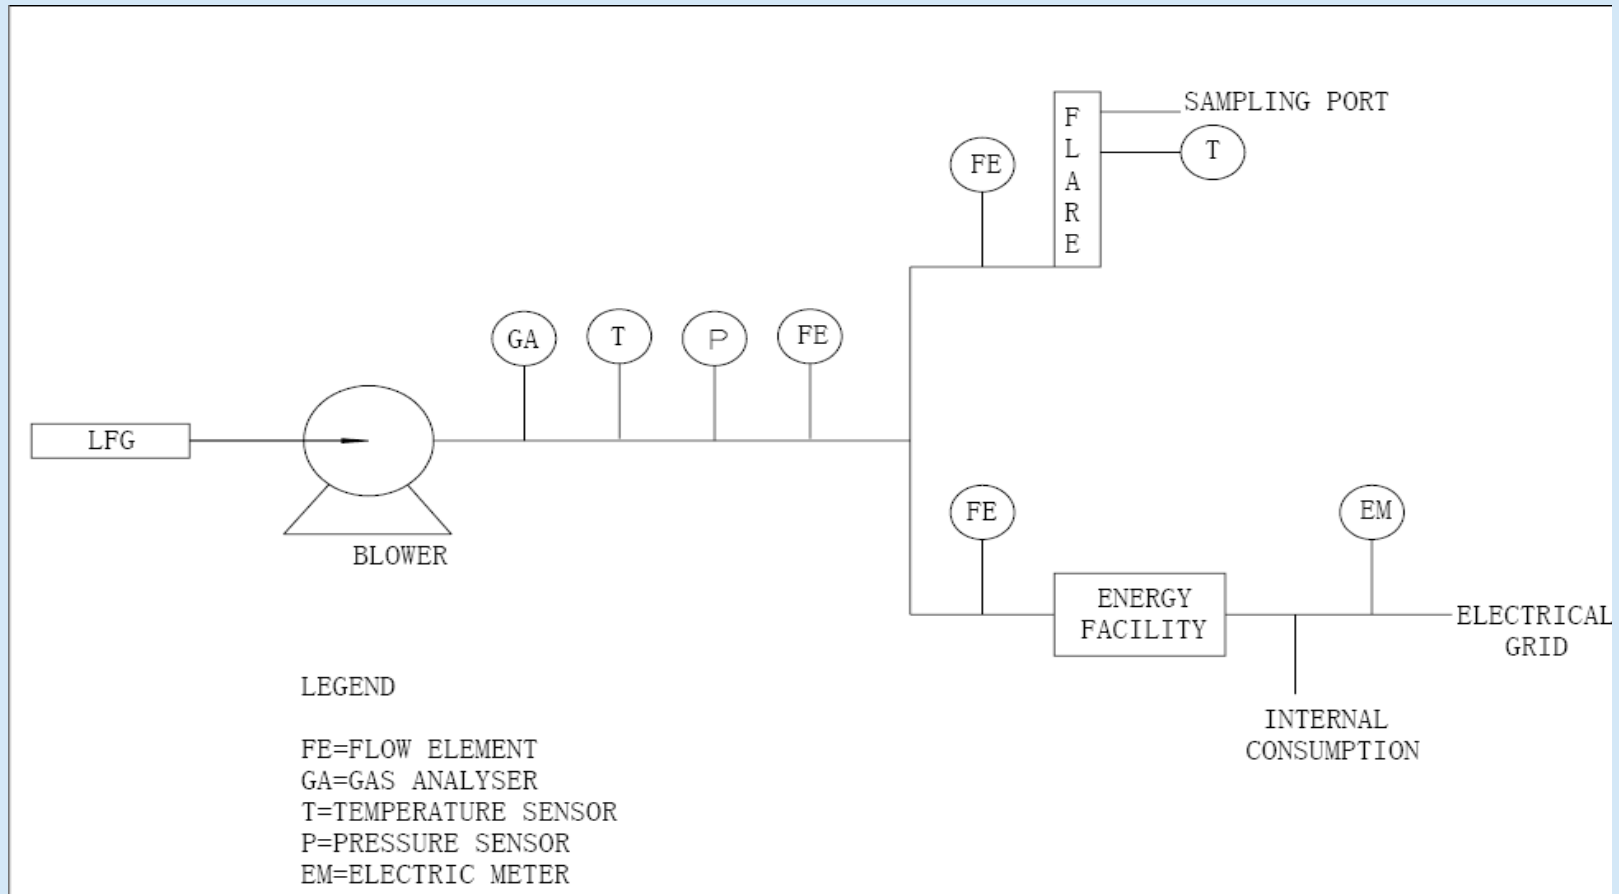 SAMPLING PORT
FLARE
FE
T
GA
T
P
FE
LFG
BLOWER
FE
EM
ENERGY
FACILITY
ELECTRICAL
GRID
INTERNAL
CONSUMPTION
LEGEND
FE=FLOW ELEMENT
GA=GAS ANALYSER
T=TEMPERATURE SENSOR
P=PRESSURE SENSOR
EM=ELECTRIC METER